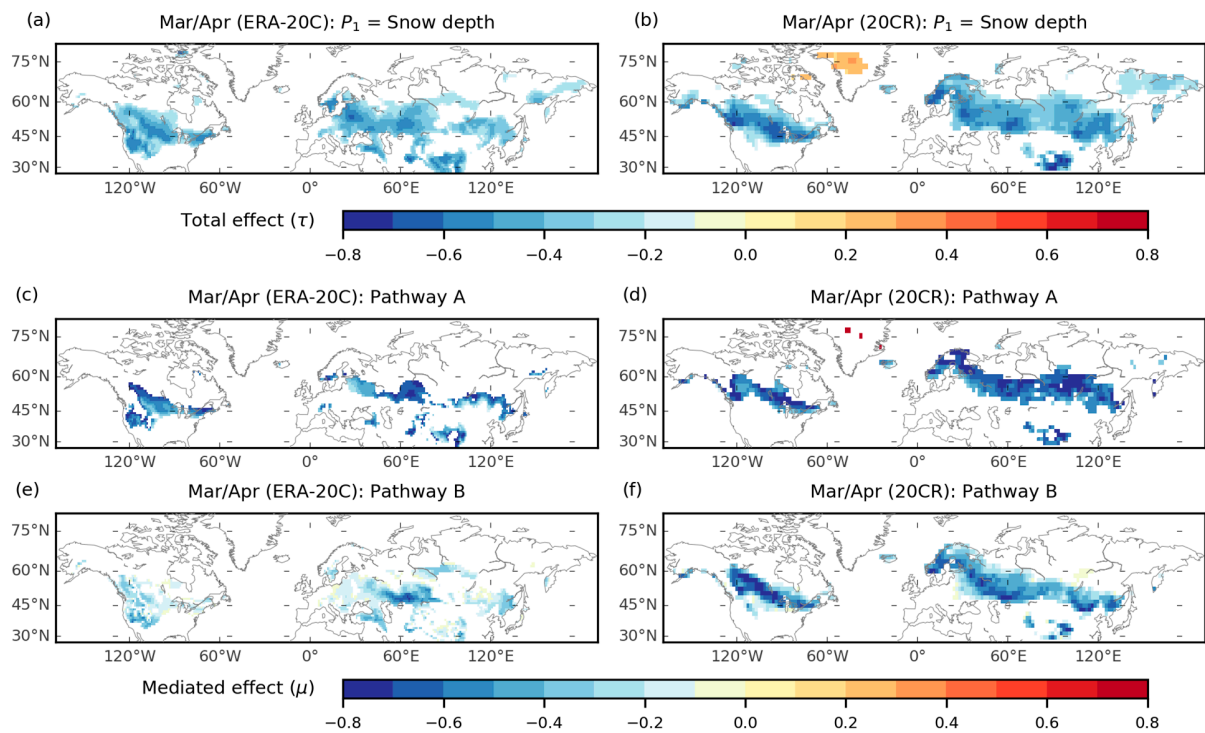 (a) Mar/Apr (ERA-20C): P₁ = Snow depth
(b) Mar/Apr (20CR): P₁ = Snow depth
75°N
60°N
45°N
30°N
120°W 60°W 0° 60°E 120°E
75°N
60°N
45°N
30°N
120°W 60°W 0° 60°E 120°E
Total effect (τ)
−0.8 −0.6 −0.4 −0.2 0.0 0.2 0.4 0.6 0.8
(c) Mar/Apr (ERA-20C): Pathway A
(d) Mar/Apr (20CR): Pathway A
75°N
60°N
45°N
30°N
120°W 60°W 0° 60°E 120°E
75°N
60°N
45°N
30°N
120°W 60°W 0° 60°E 120°E
(e) Mar/Apr (ERA-20C): Pathway B
(f) Mar/Apr (20CR): Pathway B
75°N
60°N
45°N
30°N
120°W 60°W 0° 60°E 120°E
75°N
60°N
45°N
30°N
120°W 60°W 0° 60°E 120°E
Mediated effect (μ)
−0.8 −0.6 −0.4 −0.2 0.0 0.2 0.4 0.6 0.8